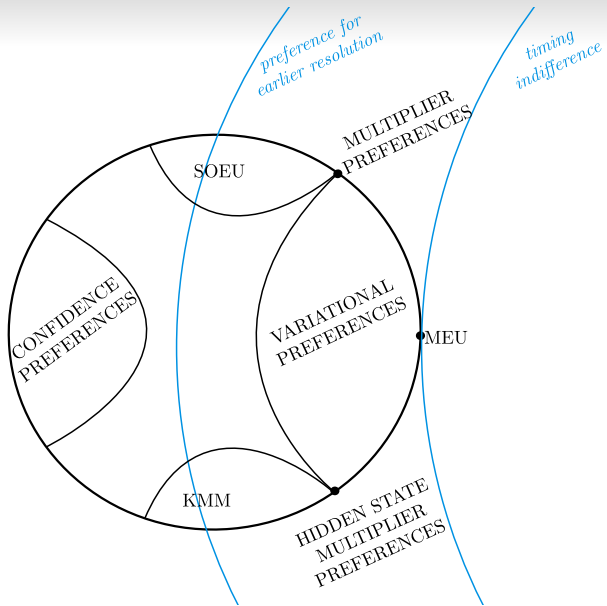 preference for
earlier resolution
timing
indifference
MULTIPLIER
PREFERENCES
SOEU
CONFIDENCE
PREFERENCES
VARIATIONAL
PREFERENCES
MEU
KMM
HIDDEN STATE
MULTIPLIER
PREFERENCES